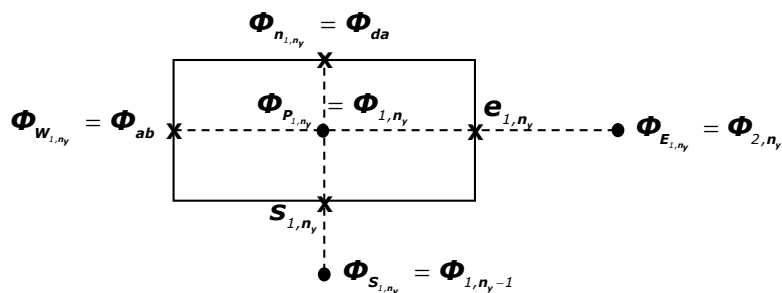 Φ_{n_{1,n_y}} = Φ_{da}
x
Φ_{P_{1,n_y}} = Φ_{1,n_y}
e_{1,n_y}
Φ_{W_{1,n_y}} = Φ_{ab} x
x
Φ_{E_{1,n_y}} = Φ_{2,n_y}
s_{1,n_y} x
Φ_{S_{1,n_y}} = Φ_{1,n_y-1}